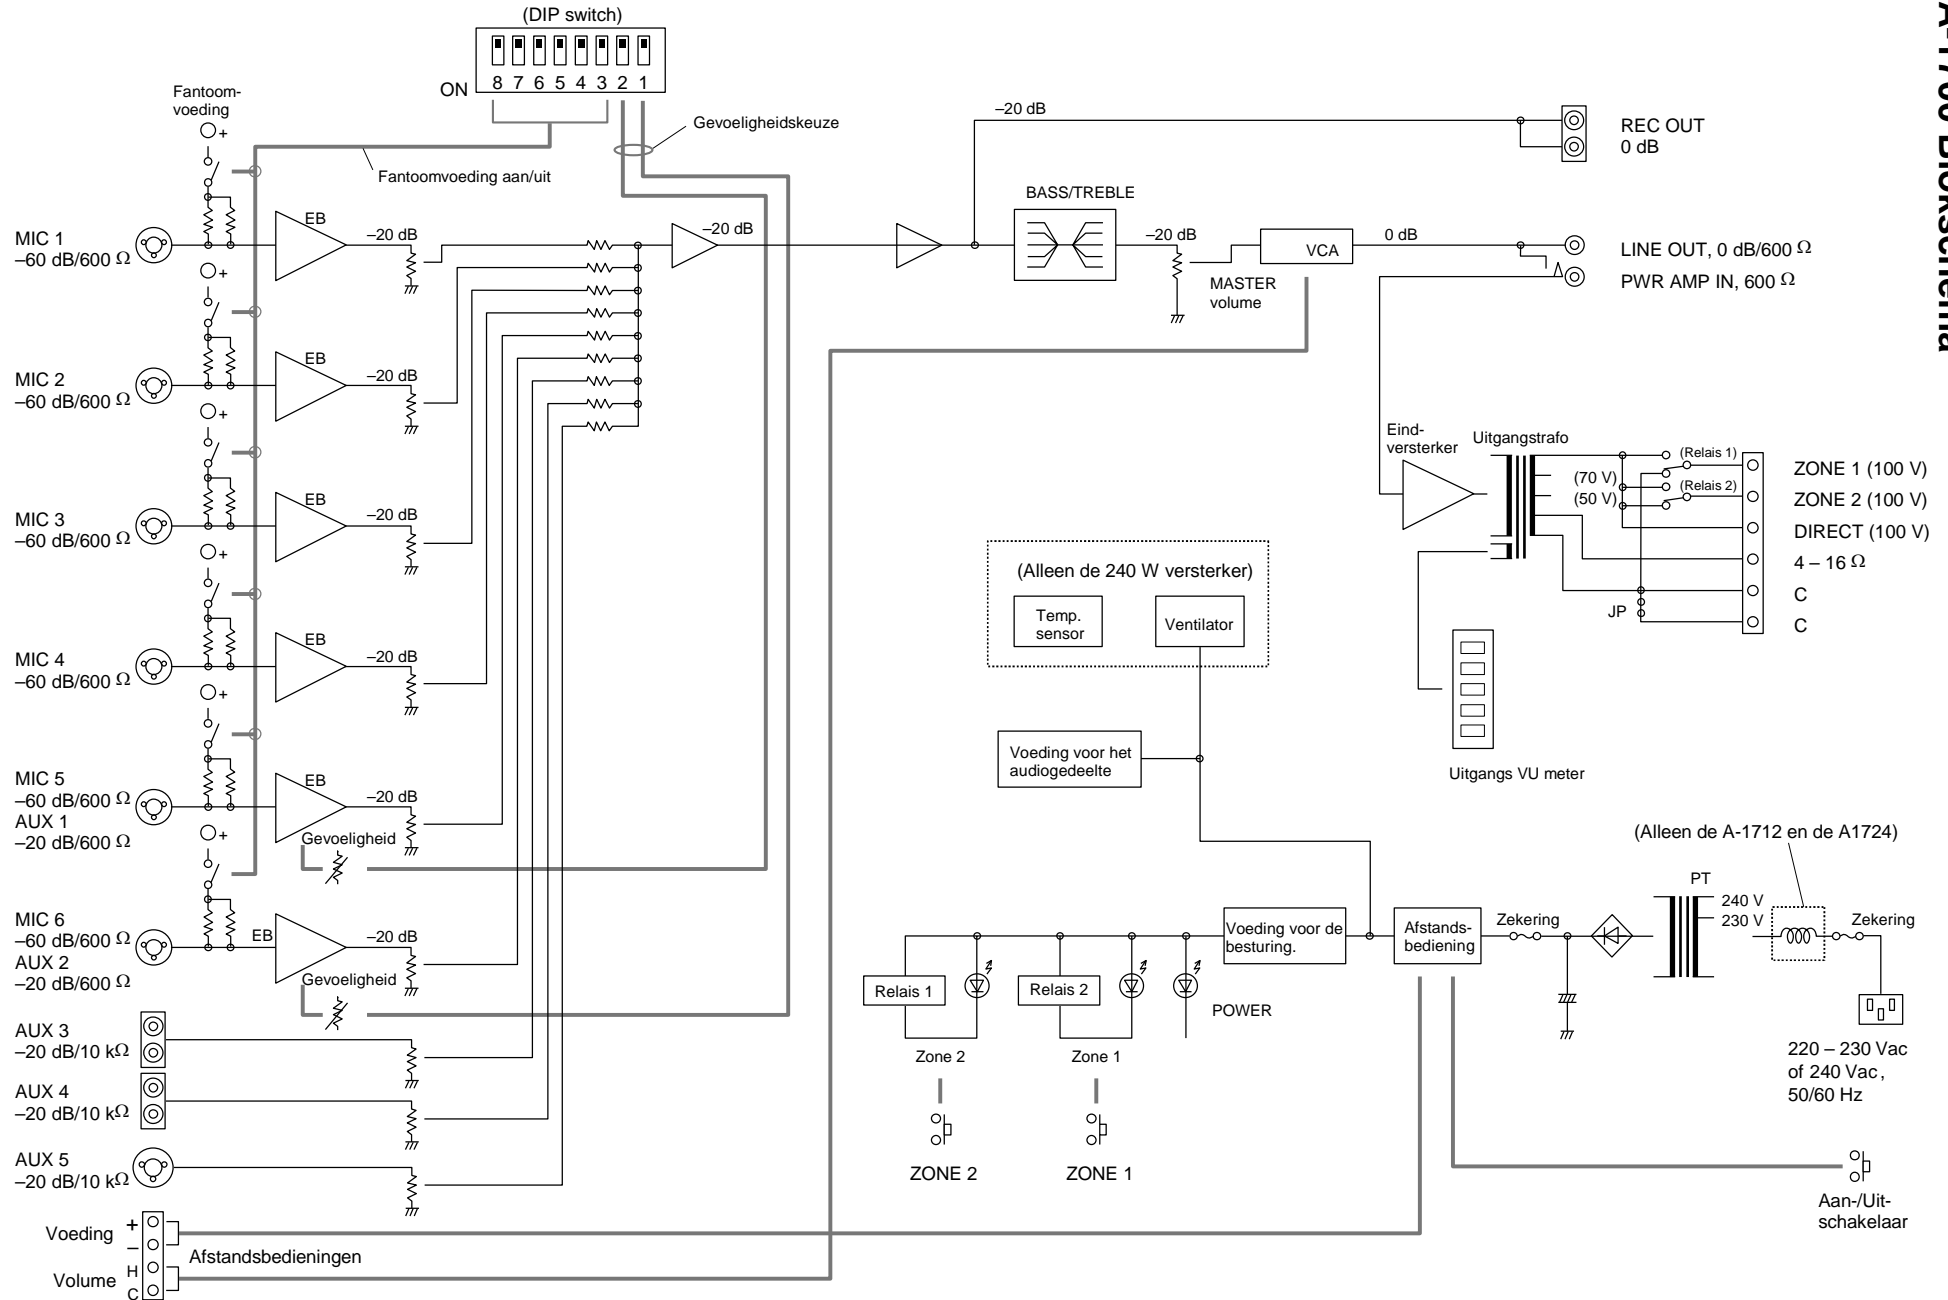 A-1700 Blokschema
(DIP switch)
ON 8 7 6 5 4 3 2 1
Fantoom-
voeding
+
Gevoeligheidskeuze
Fantoomvoeding aan/uit
MIC 1
–60 dB/600 Ω
EB
–20 dB
+
MIC 2
–60 dB/600 Ω
EB
–20 dB
+
MIC 3
–60 dB/600 Ω
EB
–20 dB
+
MIC 4
–60 dB/600 Ω
EB
–20 dB
+
MIC 5
–60 dB/600 Ω
AUX 1
–20 dB/600 Ω
EB
–20 dB
Gevoeligheid
+
MIC 6
–60 dB/600 Ω
AUX 2
–20 dB/600 Ω
EB
–20 dB
Gevoeligheid
AUX 3
–20 dB/10 kΩ
AUX 4
–20 dB/10 kΩ
AUX 5
–20 dB/10 kΩ
Voeding
+
–
Volume
H
C
Afstandsbedieningen
–20 dB
–20 dB
REC OUT
0 dB
BASS/TREBLE
–20 dB
MASTER
volume
VCA
0 dB
LINE OUT, 0 dB/600 Ω
PWR AMP IN, 600 Ω
Eind-
versterker
Uitgangstrafo
(70 V)
(50 V)
(Relais 1)
(Relais 2)
ZONE 1 (100 V)
ZONE 2 (100 V)
DIRECT (100 V)
4 – 16 Ω
C
C
JP
Uitgangs VU meter
(Alleen de 240 W versterker)
Temp.
sensor
Ventilator
Voeding voor het
audiogedeelte
(Alleen de A-1712 en de A1724)
PT
240 V
230 V
Zekering
Zekering
Afstands-
bediening
Voeding voor de
besturing.
Relais 1
Relais 2
POWER
Zone 2
Zone 1
ZONE 2
ZONE 1
220 – 230 Vac
of 240 Vac ,
50/60 Hz
Aan-/Uit-
schakelaar